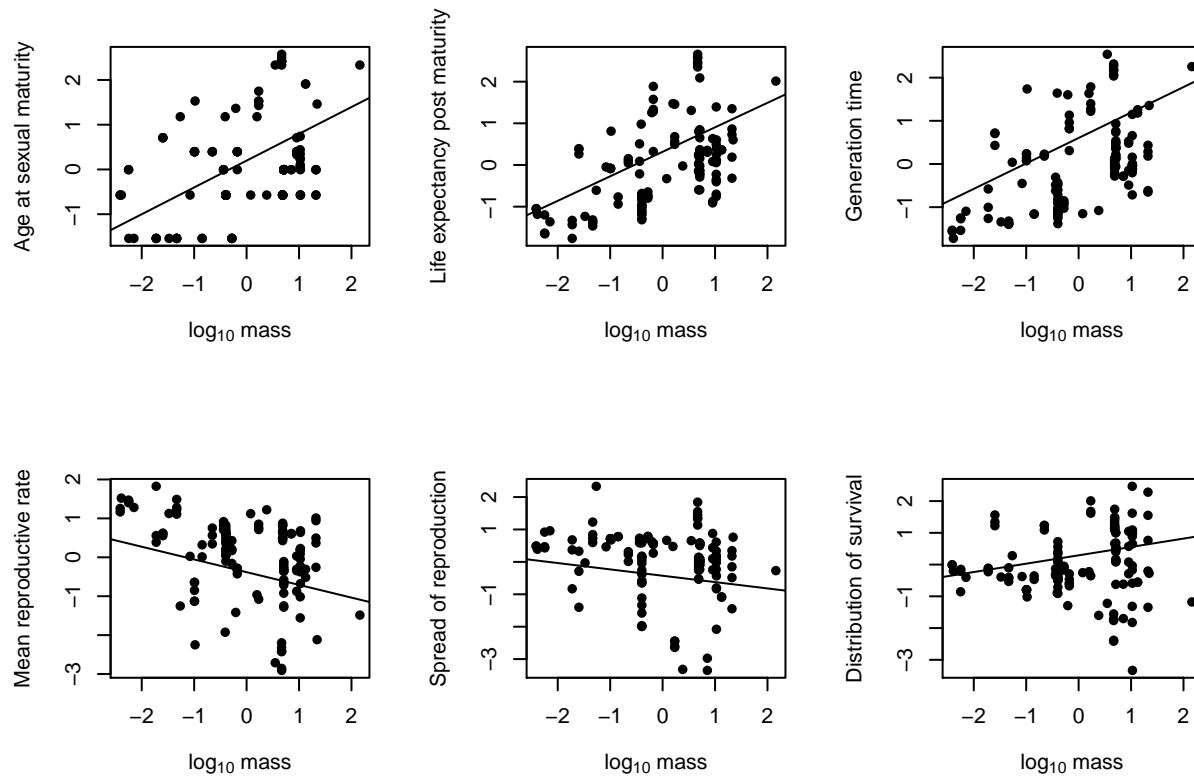 Age at sexual maturity
2
1
0
−1
−2 −1 0 1 2
log10 mass
Life expectancy post maturity
2
1
0
−1
−2 −1 0 1 2
log10 mass
Generation time
2
1
0
−1
−2 −1 0 1 2
log10 mass
Mean reproductive rate
2
1
0
−1
−3
−2 −1 0 1 2
log10 mass
Spread of reproduction
2
1
−1
−3
−2 −1 0 1 2
log10 mass
Distribution of survival
2
1
−1
−3
−2 −1 0 1 2
log10 mass